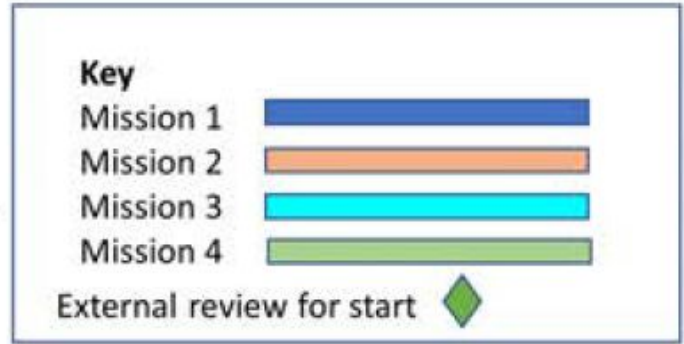 Key
Mission 1
Mission 2
Mission 3
Mission 4
External review for start